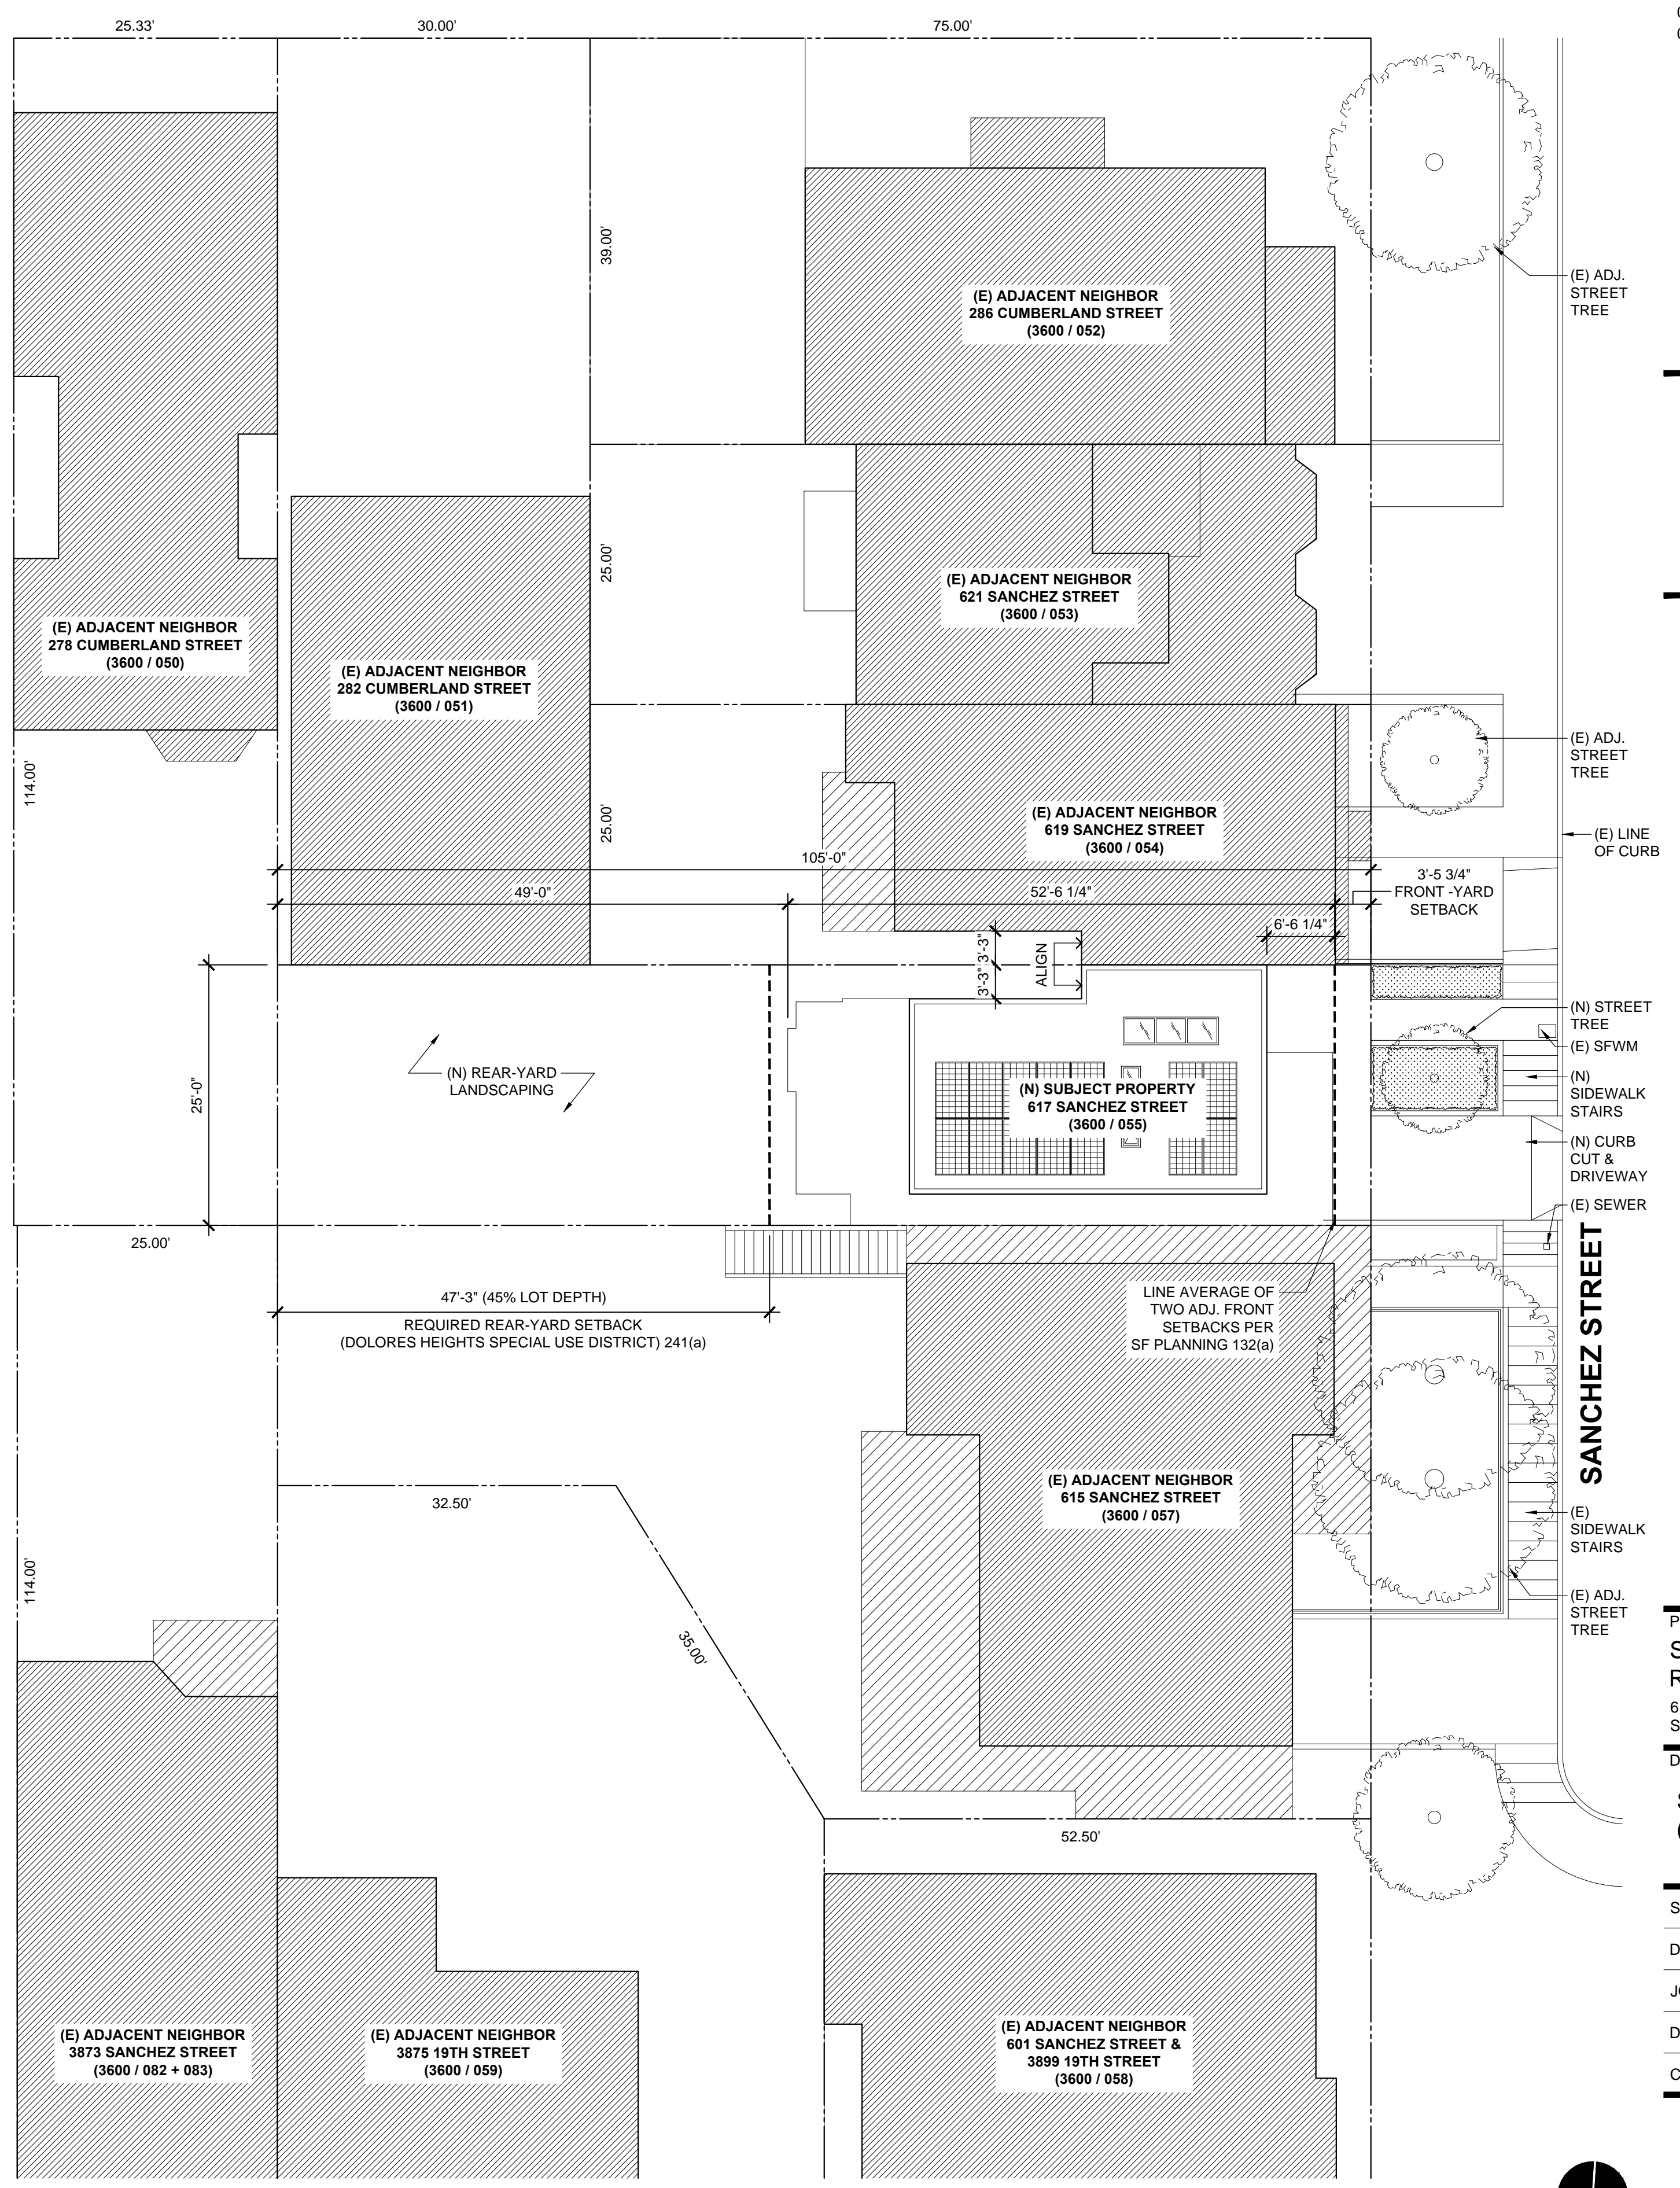 25.33'
30.00'
75.00'
39.00'
(E) ADJ.
STREET
TREE
(E) ADJACENT NEIGHBOR
286 CUMBERLAND STREET
(3600 / 052)
25.00'
(E) ADJACENT NEIGHBOR
621 SANCHEZ STREET
(3600 / 053)
(E) ADJACENT NEIGHBOR
278 CUMBERLAND STREET
(3600 / 050)
(E) ADJACENT NEIGHBOR
282 CUMBERLAND STREET
(3600 / 051)
114.00'
25.00'
(E) ADJ.
STREET
TREE
(E) ADJACENT NEIGHBOR
619 SANCHEZ STREET
(3600 / 054)
(E) LINE
OF CURB
105'-0"
49'-0"
52'-6 1/4"
3'-5 3/4"
FRONT -YARD
SETBACK
6'-6 1/4"
3'-3"
3'-3"
ALIGN
25'-0"
(N) REAR-YARD
LANDSCAPING
(N) SUBJECT PROPERTY
617 SANCHEZ STREET
(3600 / 055)
(N) STREET
TREE
(E) SFWM
(N)
SIDEWALK
STAIRS
(N) CURB
CUT &
DRIVEWAY
(E) SEWER
SANCHEZ STREET
25.00'
47'-3" (45% LOT DEPTH)
REQUIRED REAR-YARD SETBACK
(DOLORES HEIGHTS SPECIAL USE DISTRICT) 241(a)
LINE AVERAGE OF
TWO ADJ. FRONT
SETBACKS PER
SF PLANNING 132(a)
32.50'
(E) ADJACENT NEIGHBOR
615 SANCHEZ STREET
(3600 / 057)
(E)
SIDEWALK
STAIRS
114.00'
35.00'
(E) ADJ.
STREET
TREE
52.50'
(E) ADJACENT NEIGHBOR
3873 SANCHEZ STREET
(3600 / 082 + 083)
(E) ADJACENT NEIGHBOR
3875 19TH STREET
(3600 / 059)
(E) ADJACENT NEIGHBOR
601 SANCHEZ STREET &
3899 19TH STREET
(3600 / 058)